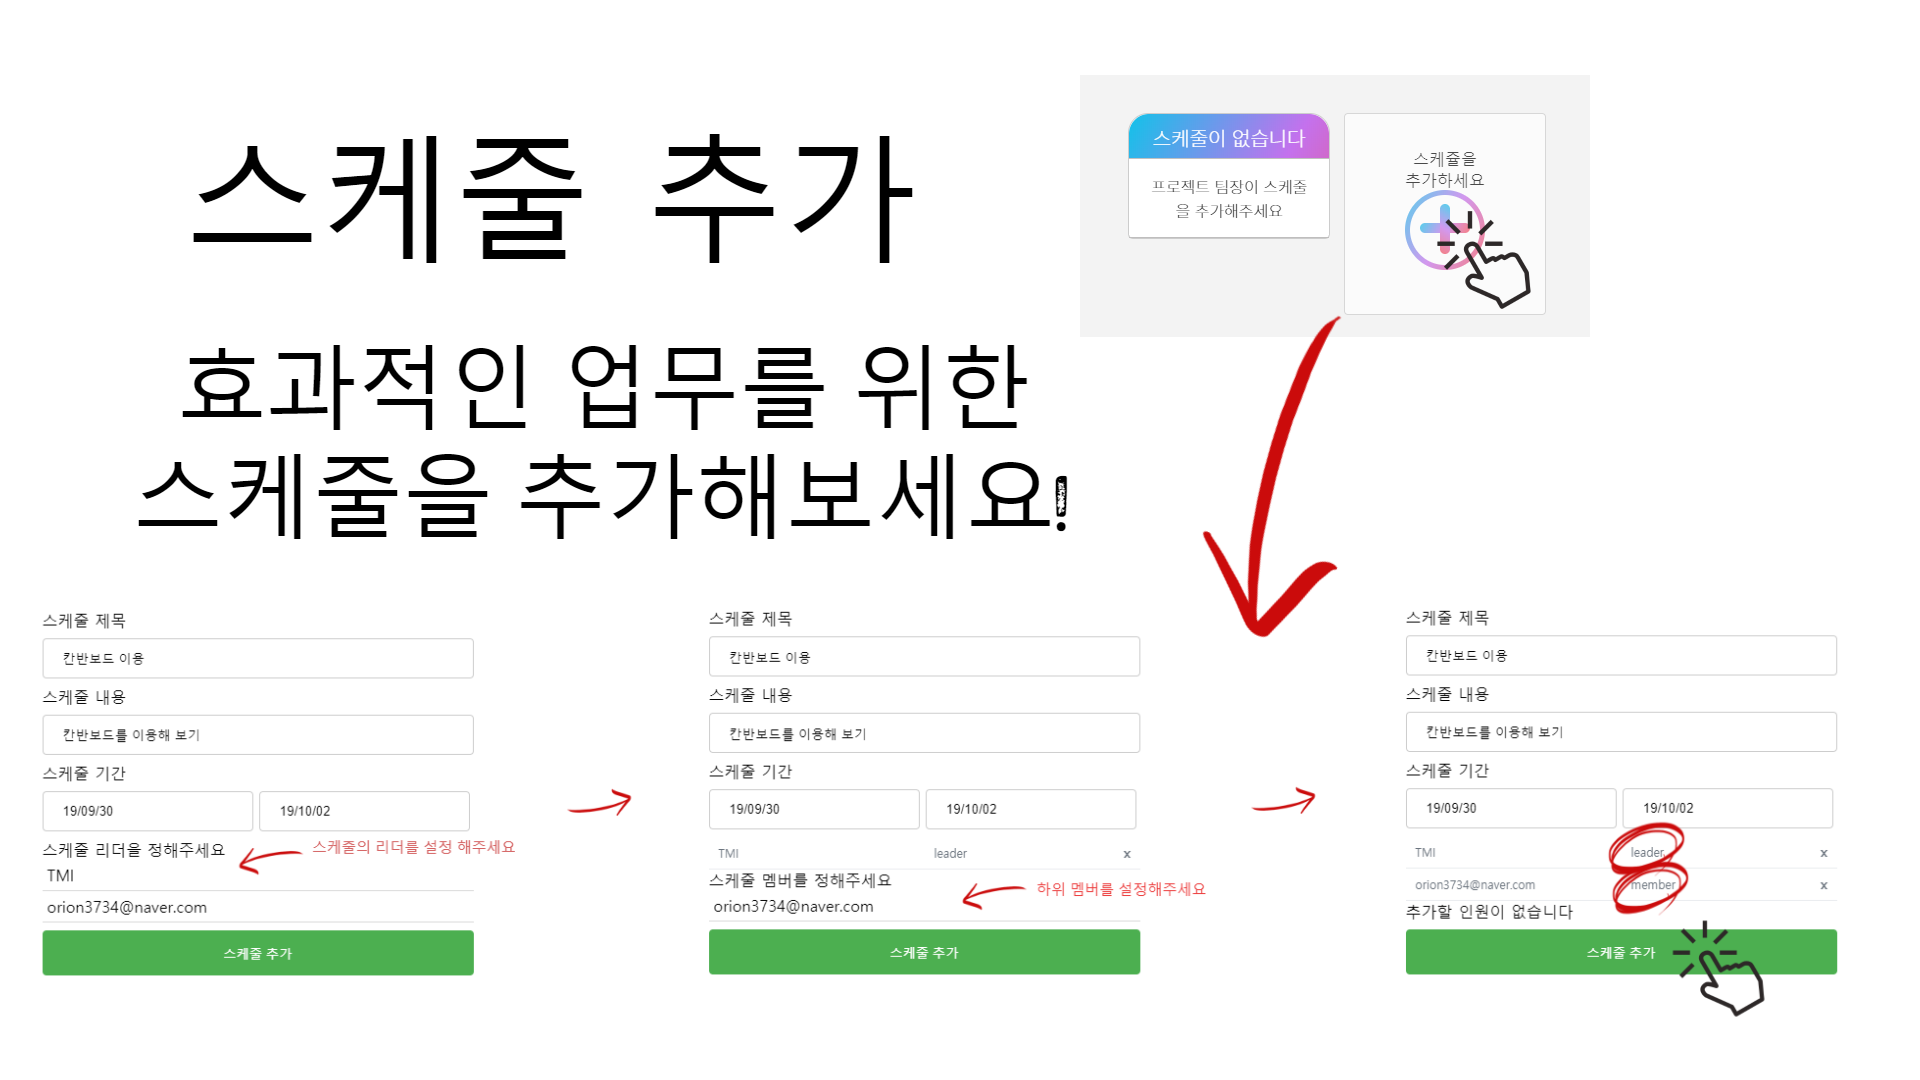 스케줄 추가
효과적인 업무를 위한
스케줄을 추가해보세요!
스케줄이 없습니다
프로젝트 팀장이 스케줄
을 추가해주세요
스케쥴을
추가하세요
스케줄 제목
칸반보드 이용
스케줄 내용
칸반보드를 이용해 보기
스케줄 기간
19/09/30 19/10/02
스케줄 리더을 정해주세요
스케줄의 리더를 설정 해주세요
TMI
orion3734@naver.com
스케줄 추가
스케줄 제목
칸반보드 이용
스케줄 내용
칸반보드를 이용해 보기
스케줄 기간
19/09/30 19/10/02
TMI leader x
스케줄 멤버를 정해주세요
하위 멤버를 설정해주세요
orion3734@naver.com
스케줄 추가
스케줄 제목
칸반보드 이용
스케줄 내용
칸반보드를 이용해 보기
스케줄 기간
19/09/30 19/10/02
TMI leader x
orion3734@naver.com member x
추가할 인원이 없습니다
스케줄 추가